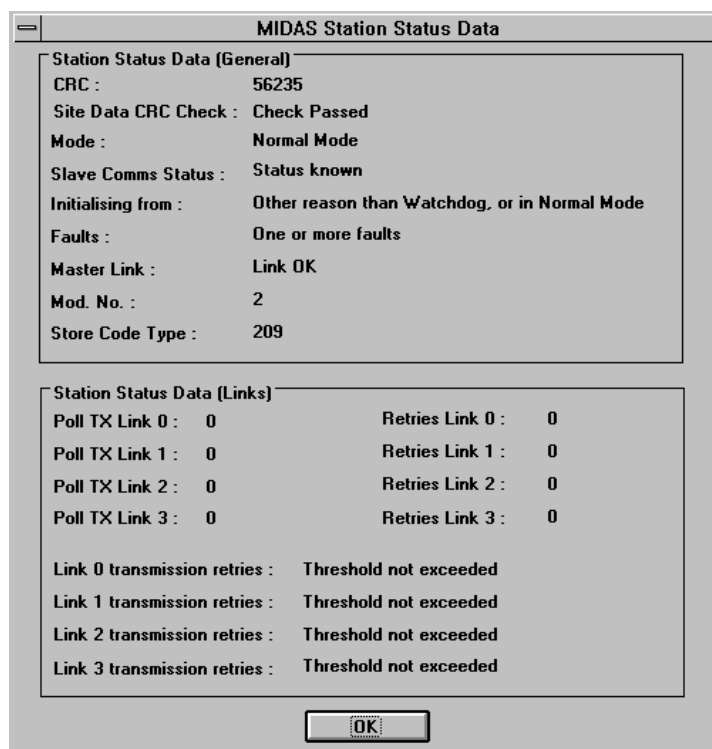 MIDAS Station Status Data
Station Status Data (General)
CRC : 56235
Site Data CRC Check : Check Passed
Mode : Normal Mode
Slave Comms Status : Status known
Initialising from : Other reason than Watchdog, or in Normal Mode
Faults : One or more faults
Master Link : Link OK
Mod. No. : 2
Store Code Type : 209
Station Status Data (Links)
Poll TX Link 0 : 0 Retries Link 0 : 0
Poll TX Link 1 : 0 Retries Link 1 : 0
Poll TX Link 2 : 0 Retries Link 2 : 0
Poll TX Link 3 : 0 Retries Link 3 : 0
Link 0 transmission retries : Threshold not exceeded
Link 1 transmission retries : Threshold not exceeded
Link 2 transmission retries : Threshold not exceeded
Link 3 transmission retries : Threshold not exceeded
OK